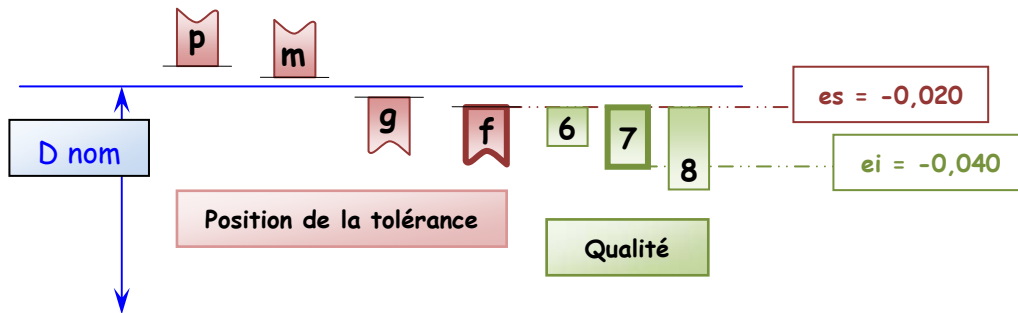 p
m
g
f
6
7
8
es = -0,020
ei = -0,040
D nom
Position de la tolérance
Qualité